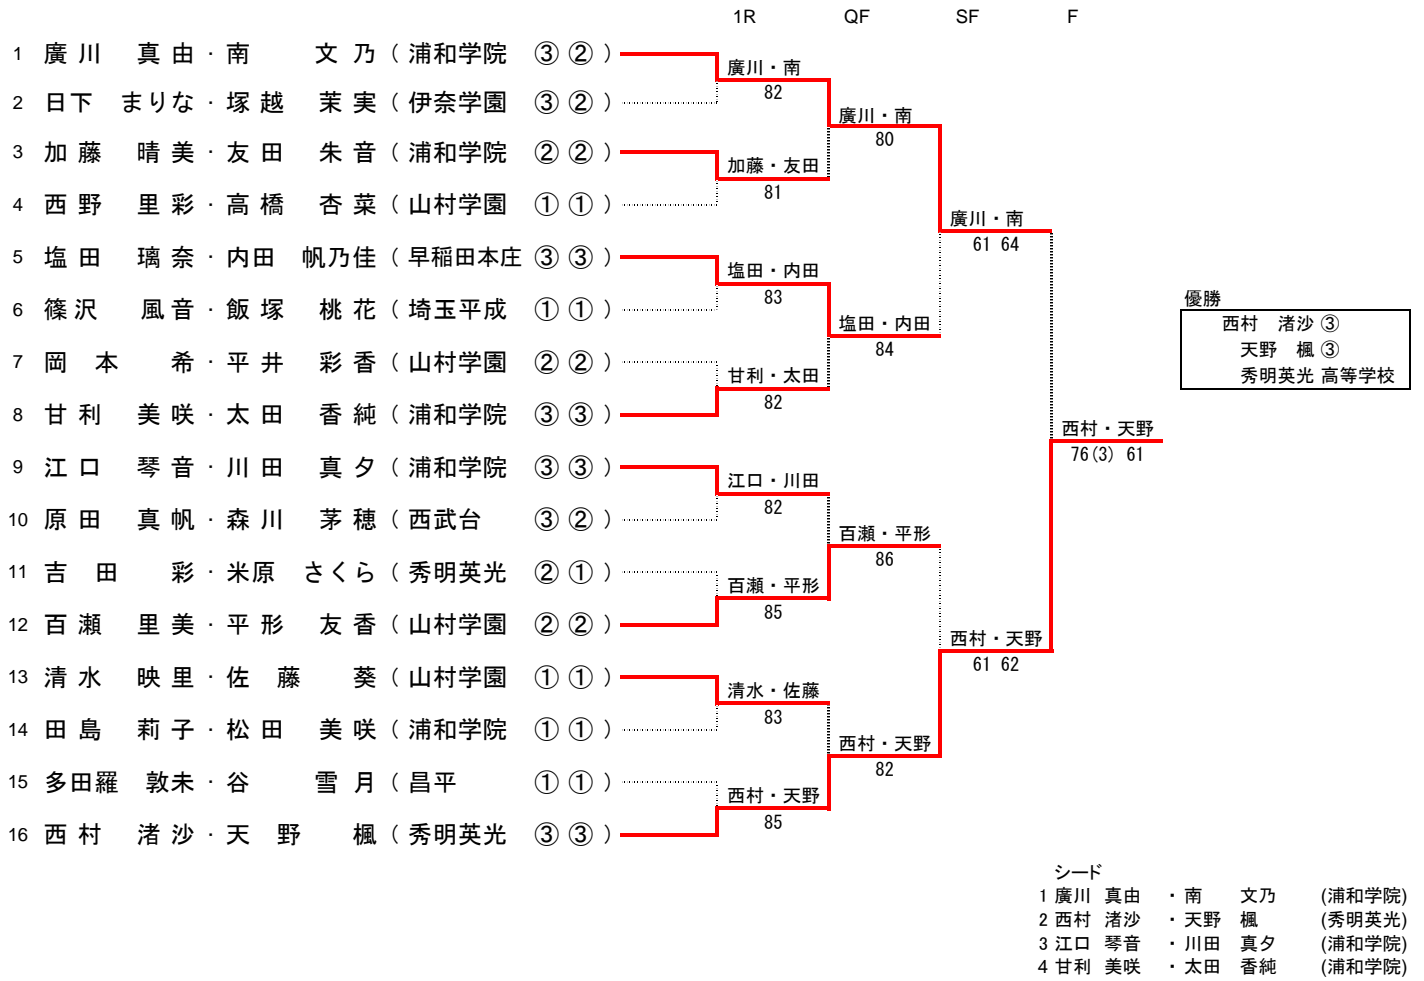 1R QF SF F
1 廣川 真由・南 文乃 ( 浦和学院 ③ ② )
2 日下 まりな・塚越 茉実 ( 伊奈学園 ③ ② )
3 加藤 晴美・友田 朱音 ( 浦和学院 ② ② )
4 西野 里彩・高橋 杏菜 ( 山村学園 ① ① )
5 塩田 璃奈・内田 帆乃佳 ( 早稲田本庄 ③ ③ )
6 篠沢 風音・飯塚 桃花 ( 埼玉平成 ① ① )
7 岡本 希・平井 彩香 ( 山村学園 ② ② )
8 甘利 美咲・太田 香純 ( 浦和学院 ③ ③ )
9 江口 琴音・川田 真夕 ( 浦和学院 ③ ③ )
10 原田 真帆・森川 茅穂 ( 西武台 ③ ② )
11 吉田 彩・米原 さくら ( 秀明英光 ② ① )
12 百瀬 里美・平形 友香 ( 山村学園 ② ② )
13 清水 映里・佐藤 葵 ( 山村学園 ① ① )
14 田島 莉子・松田 美咲 ( 浦和学院 ① ① )
15 多田羅 敦未・谷 雪月 ( 昌平 ① ① )
16 西村 渚沙・天野 楓 ( 秀明英光 ③ ③ )
廣川・南
82
加藤・友田
81
塩田・内田
83
甘利・太田
82
江口・川田
82
百瀬・平形
85
清水・佐藤
83
西村・天野
85
廣川・南
80
塩田・内田
84
百瀬・平形
86
西村・天野
82
廣川・南
61 64
西村・天野
61 62
西村・天野
76(3) 61
優勝
西村 渚沙 ③
天野 楓 ③
秀明英光 高等学校
シード
1 廣川 真由 ・南 文乃 (浦和学院)
2 西村 渚沙 ・天野 楓 (秀明英光)
3 江口 琴音 ・川田 真夕 (浦和学院)
4 甘利 美咲 ・太田 香純 (浦和学院)